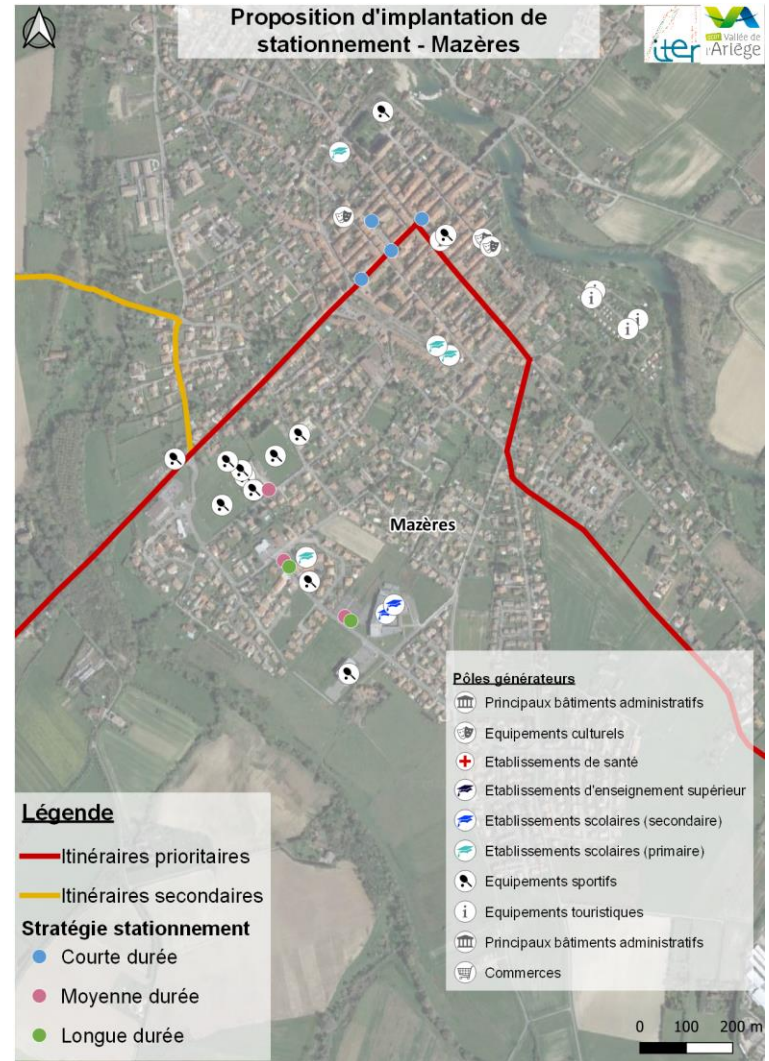 Proposition d'implantation de
stationnement - Mazères
iter
scot Vallée de
l'Ariège
Mazères
Pôles générateurs
Principaux bâtiments administratifs
Equipements culturels
Etablissements de santé
Etablissements d'enseignement supérieur
Etablissements scolaires (secondaire)
Etablissements scolaires (primaire)
Equipements sportifs
Equipements touristiques
Principaux bâtiments administratifs
Commerces
Légende
Itinéraires prioritaires
Itinéraires secondaires
Stratégie stationnement
Courte durée
Moyenne durée
Longue durée
0 100 200 m